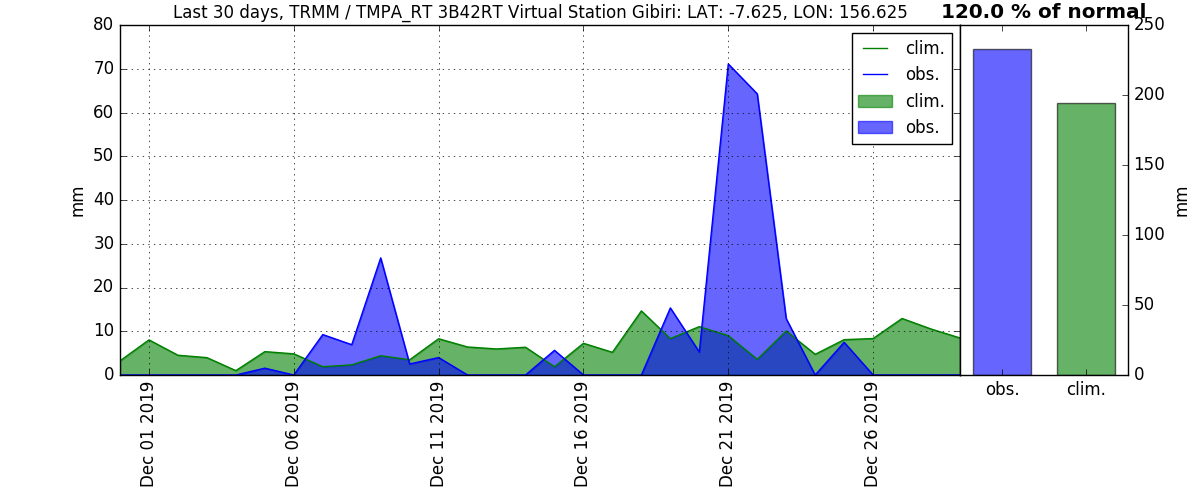 Last 30 days, TRMM / TMPA_RT 3B42RT Virtual Station Gibiri: LAT: -7.625, LON: 156.625
120.0 % of normal
80
70
60
50
40
30
20
10
0
mm
clim.
obs.
clim.
obs.
Dec 01 2019
Dec 06 2019
Dec 11 2019
Dec 16 2019
Dec 21 2019
Dec 26 2019
250
200
150
100
50
0
mm
obs.
clim.